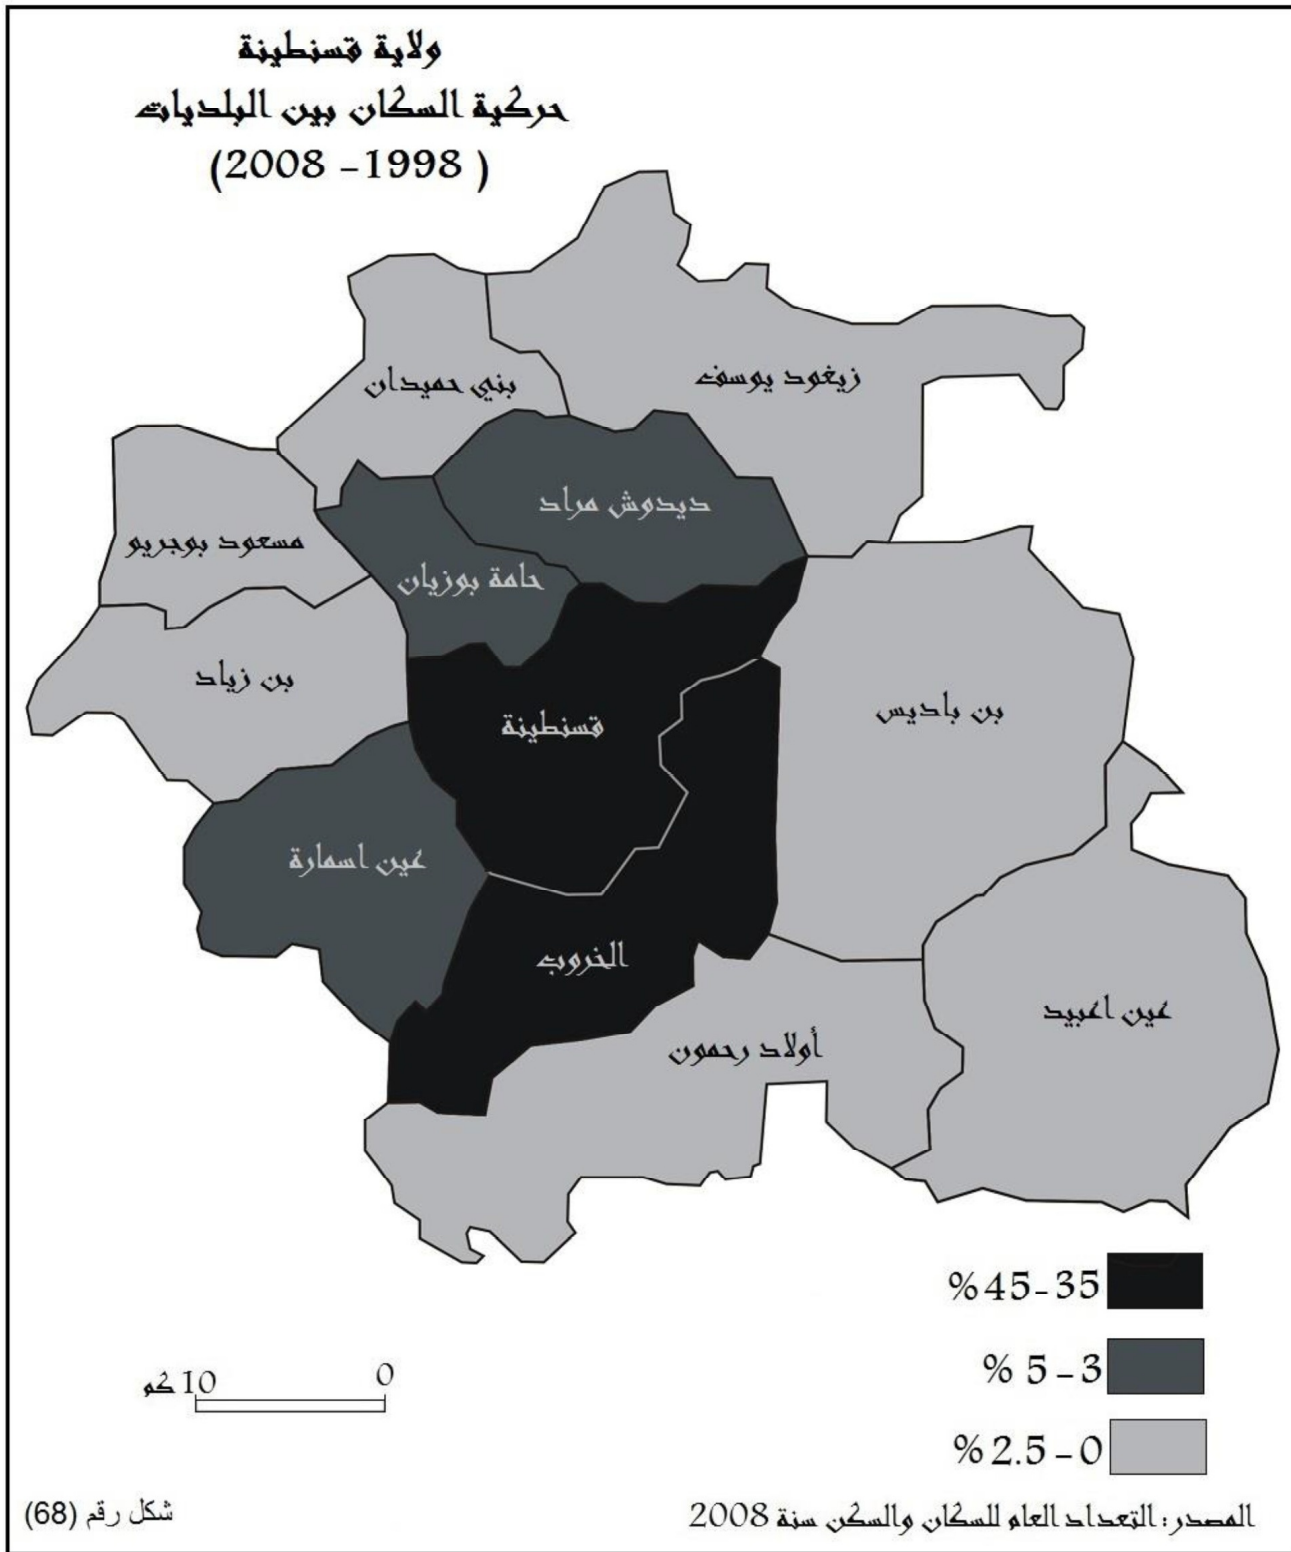 ولاية قسنطينة
حركية السكان بين البلديات
(1998 - 2008)
زيغود يوسف
بني حميدان
ديدوش مراد
مسعود بوجريو
حامة بوزيان
بن زياد
بن باديس
قسنطينة
عين اسمارة
الخروب
عين اعبيد
أولاد رحمون
35-45 %
3-5 %
0-2.5 %
0 10 كم
المصدر: التعداد العام للسكان والسكن سنة 2008
شكل رقم (68)